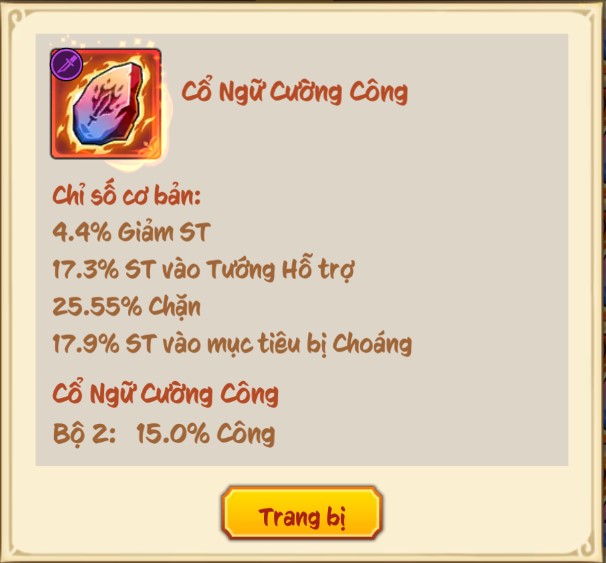 Cổ Ngữ Cường Công
Chỉ số cơ bản:
4.4% Giảm ST
17.3% ST vào Tướng Hỗ trợ
25.55% Chặn
17.9% ST vào mục tiêu bị Choáng
Cổ Ngữ Cường Công
Bộ 2: 15.0% Công
Trang bị